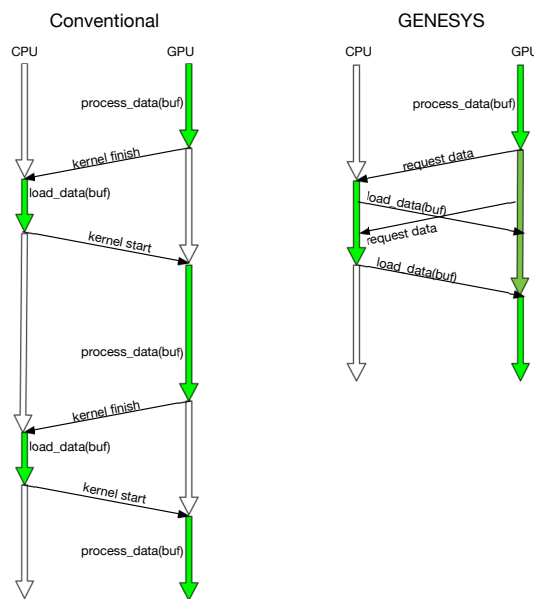 Conventional
CPU
GPU
process_data(buf)
kernel finish
load_data(buf)
kernel start
process_data(buf)
kernel finish
load_data(buf)
kernel start
process_data(buf)
GENESYS
CPU
GPU
process_data(buf)
request data
load_data(buf)
request data
load_data(buf)